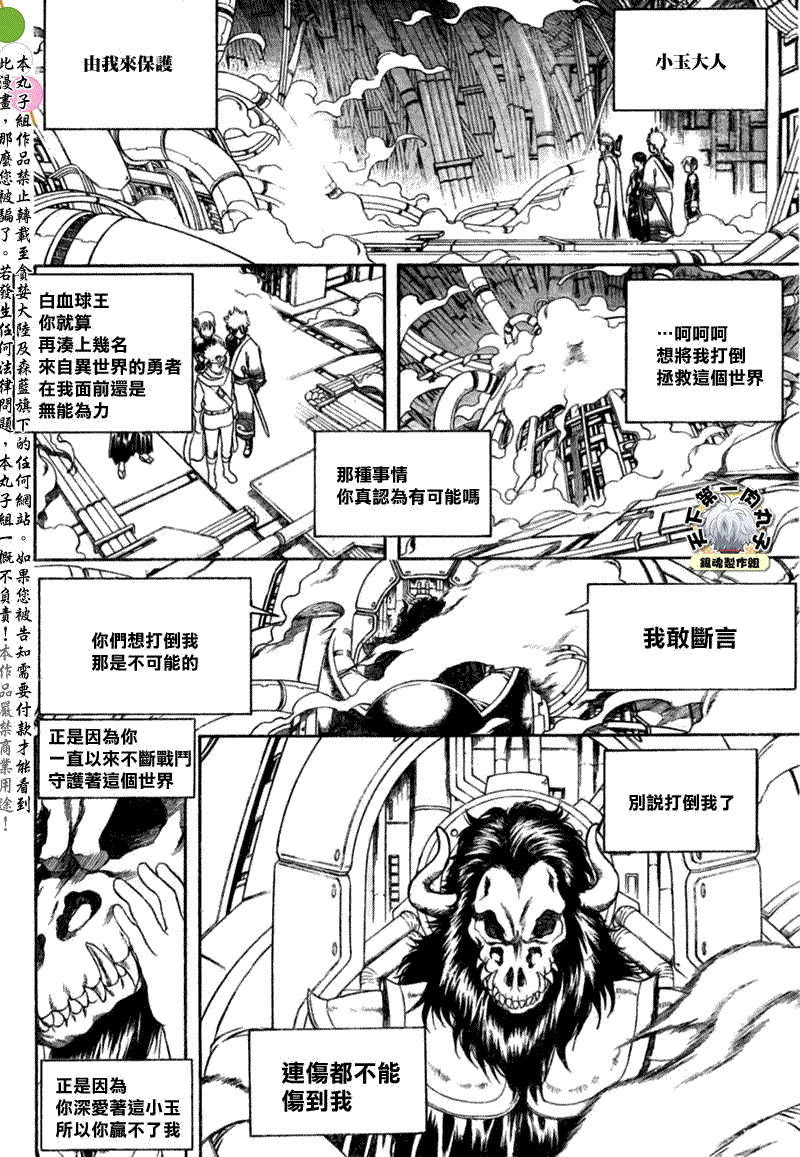 小玉大人
由我來保護
…呵呵呵
想將我打倒
拯救這個世界
那種事情
你真認為有可能嗎
白血球王
你就算
再湊上幾名
來自異世界的勇者
在我面前還是
無能為力
我敢斷言
你們想打倒我
那是不可能的
別説打倒我了
連傷都不能
傷到我
正是因為你
一直以來不斷戰鬥
守護著這個世界
正是因為
你深愛著這小玉
所以你贏不了我
天下第一肉丸子
銀魂製作組
本丸子組作品禁止轉載至貪婪大陸及森藍旗下的任何網站。如果您被告知需要付款才能看到
此漫畫，那麼您被騙了。若發生任何法律問題，本丸子組一概不負責！本作品嚴禁商業用途！